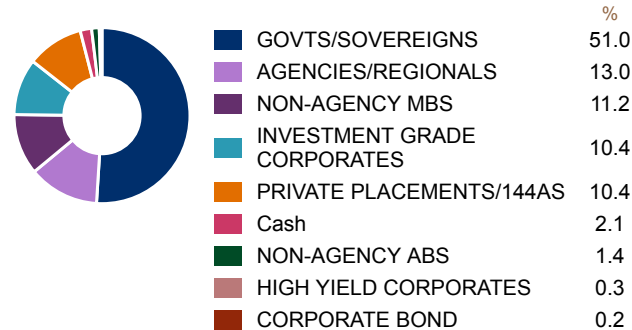 %
GOVTS/SOVEREIGNS 51.0
AGENCIES/REGIONALS 13.0
NON-AGENCY MBS 11.2
INVESTMENT GRADE
CORPORATES 10.4
PRIVATE PLACEMENTS/144AS 10.4
Cash 2.1
NON-AGENCY ABS 1.4
HIGH YIELD CORPORATES 0.3
CORPORATE BOND 0.2